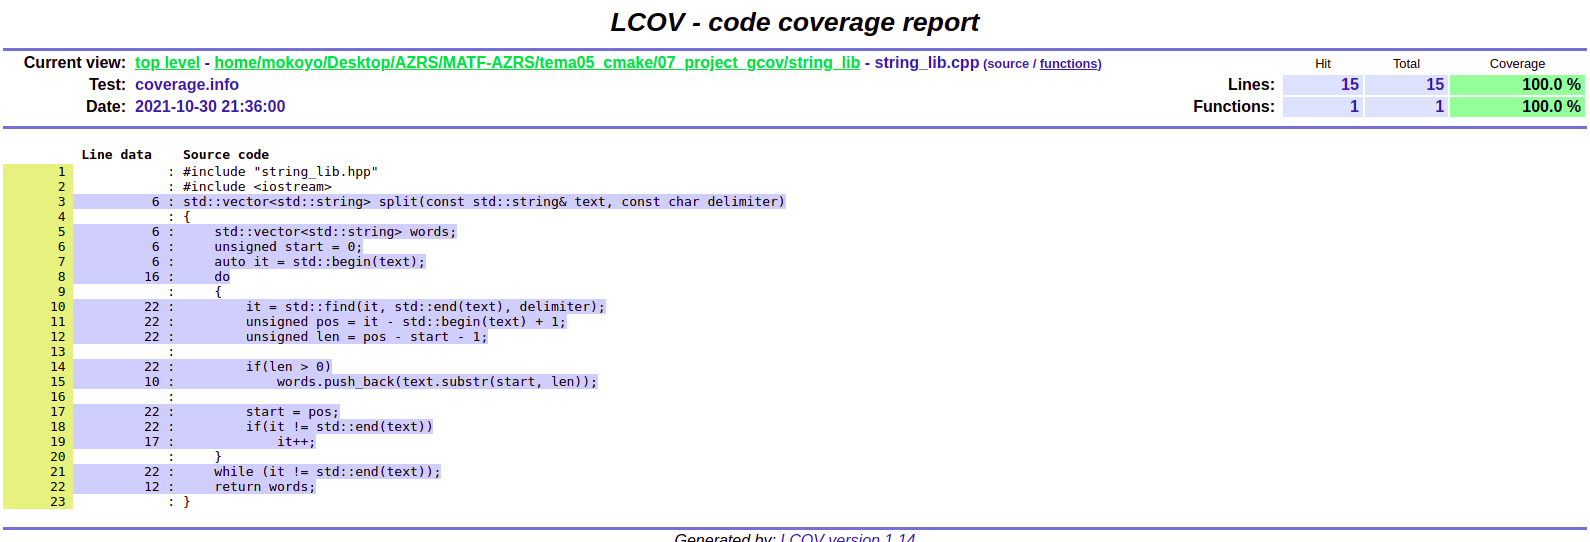 LCOV - code coverage report
Current view: top level - home/mokoyo/Desktop/AZRS/MATF-AZRS/tema05_cmake/07_project_gcov/string_lib - string_lib.cpp (source / functions) Hit Total Coverage
Test: coverage.info Lines: 15 15 100.0 %
Date: 2021-10-30 21:36:00 Functions: 1 1 100.0 %
Line data Source code
1 : #include "string_lib.hpp"
2 : #include <iostream>
3 6 : std::vector<std::string> split(const std::string& text, const char delimiter)
4 : {
5 6 :     std::vector<std::string> words;
6 6 :     unsigned start = 0;
7 6 :     auto it = std::begin(text);
8 16 :     do
9 :     {
10 22 :         it = std::find(it, std::end(text), delimiter);
11 22 :         unsigned pos = it - std::begin(text) + 1;
12 22 :         unsigned len = pos - start - 1;
13 :
14 22 :         if(len > 0)
15 10 :             words.push_back(text.substr(start, len));
16 :
17 22 :         start = pos;
18 22 :         if(it != std::end(text))
19 17 :             it++;
20 :     }
21 22 :     while (it != std::end(text));
22 12 :     return words;
23 : }
Generated by: LCOV version 1.14